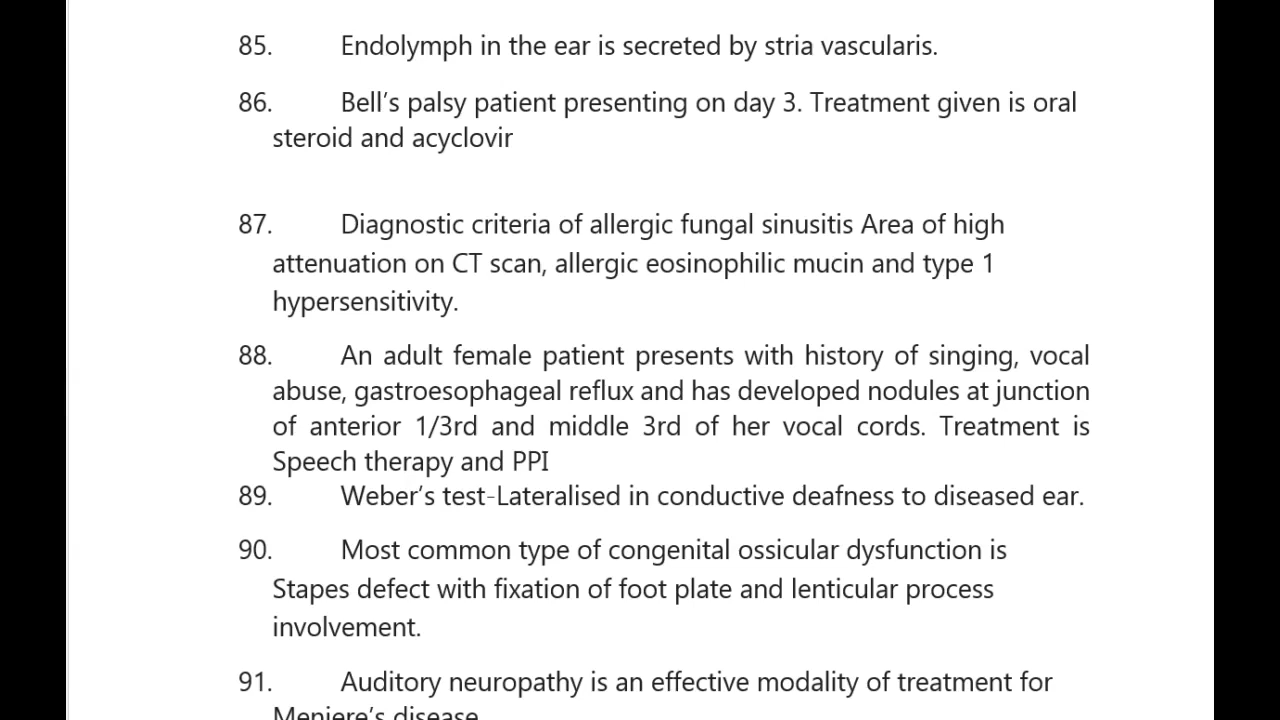 85. Endolymph in the ear is secreted by stria vascularis.
86. Bell's palsy patient presenting on day 3. Treatment given is oral
steroid and acyclovir
87. Diagnostic criteria of allergic fungal sinusitis Area of high
attenuation on CT scan, allergic eosinophilic mucin and type 1
hypersensitivity.
88. An adult female patient presents with history of singing, vocal
abuse, gastroesophageal reflux and has developed nodules at junction
of anterior 1/3rd and middle 3rd of her vocal cords. Treatment is
Speech therapy and PPI
89. Weber's test-Lateralised in conductive deafness to diseased ear.
90. Most common type of congenital ossicular dysfunction is
Stapes defect with fixation of foot plate and lenticular process
involvement.
91. Auditory neuropathy is an effective modality of treatment for
Meniere's disease